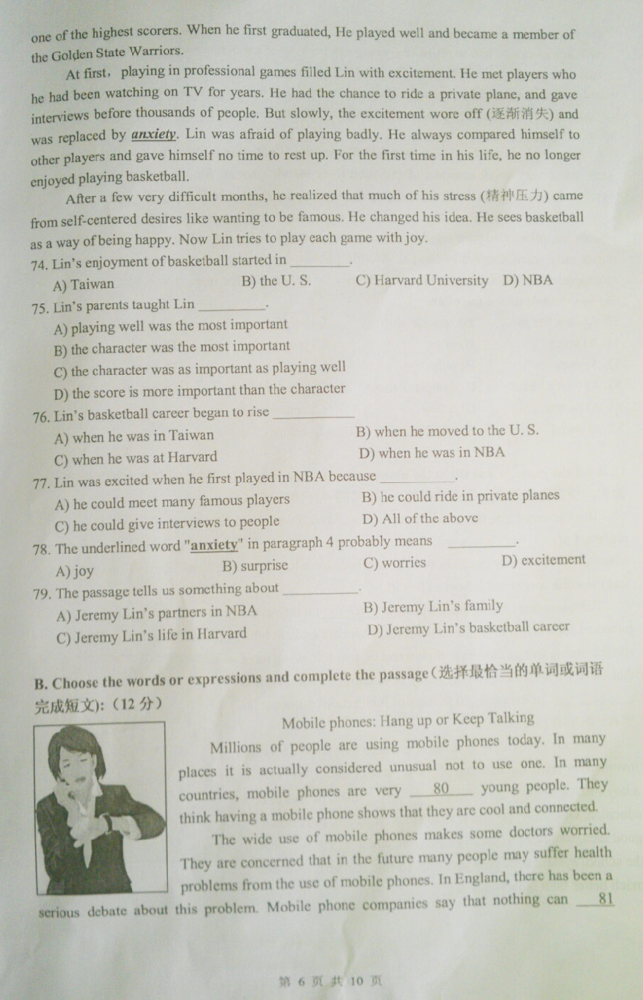 one of the highest scorers. When he first graduated, He played well and became a member of
the Golden State Warriors.
At first, playing in professional games filled Lin with excitement. He met players who
he had been watching on TV for years. He had the chance to ride a private plane, and gave
interviews before thousands of people. But slowly, the excitement wore off (逐渐消失) and
was replaced by anxiety. Lin was afraid of playing badly. He always compared himself to
other players and gave himself no time to rest up. For the first time in his life, he no longer
enjoyed playing basketball.
After a few very difficult months, he realized that much of his stress (精神压力) came
from self-centered desires like wanting to be famous. He changed his idea. He sees basketball
as a way of being happy. Now Lin tries to play each game with joy.
74. Lin's enjoyment of basketball started in ________.
A) Taiwan B) the U. S. C) Harvard University D) NBA
75. Lin's parents taught Lin _________.
A) playing well was the most important
B) the character was the most important
C) the character was as important as playing well
D) the score is more important than the character
76. Lin's basketball career began to rise ___________
A) when he was in Taiwan B) when he moved to the U. S.
C) when he was at Harvard D) when he was in NBA
77. Lin was excited when he first played in NBA because __________.
A) he could meet many famous players B) he could ride in private planes
C) he could give interviews to people D) All of the above
78. The underlined word "anxiety" in paragraph 4 probably means _________.
A) joy B) surprise C) worries D) excitement
79. The passage tells us something about __________.
A) Jeremy Lin's partners in NBA B) Jeremy Lin's family
C) Jeremy Lin's life in Harvard D) Jeremy Lin's basketball career
B. Choose the words or expressions and complete the passage(选择最恰当的单词或词语
完成短文):(12 分)
Mobile phones: Hang up or Keep Talking
Millions of people are using mobile phones today. In many
places it is actually considered unusual not to use one. In many
countries, mobile phones are very ___80___ young people. They
think having a mobile phone shows that they are cool and connected.
The wide use of mobile phones makes some doctors worried.
They are concerned that in the future many people may suffer health
problems from the use of mobile phones. In England, there has been a
serious debate about this problem. Mobile phone companies say that nothing can ___81
第 6 页 共 10 页